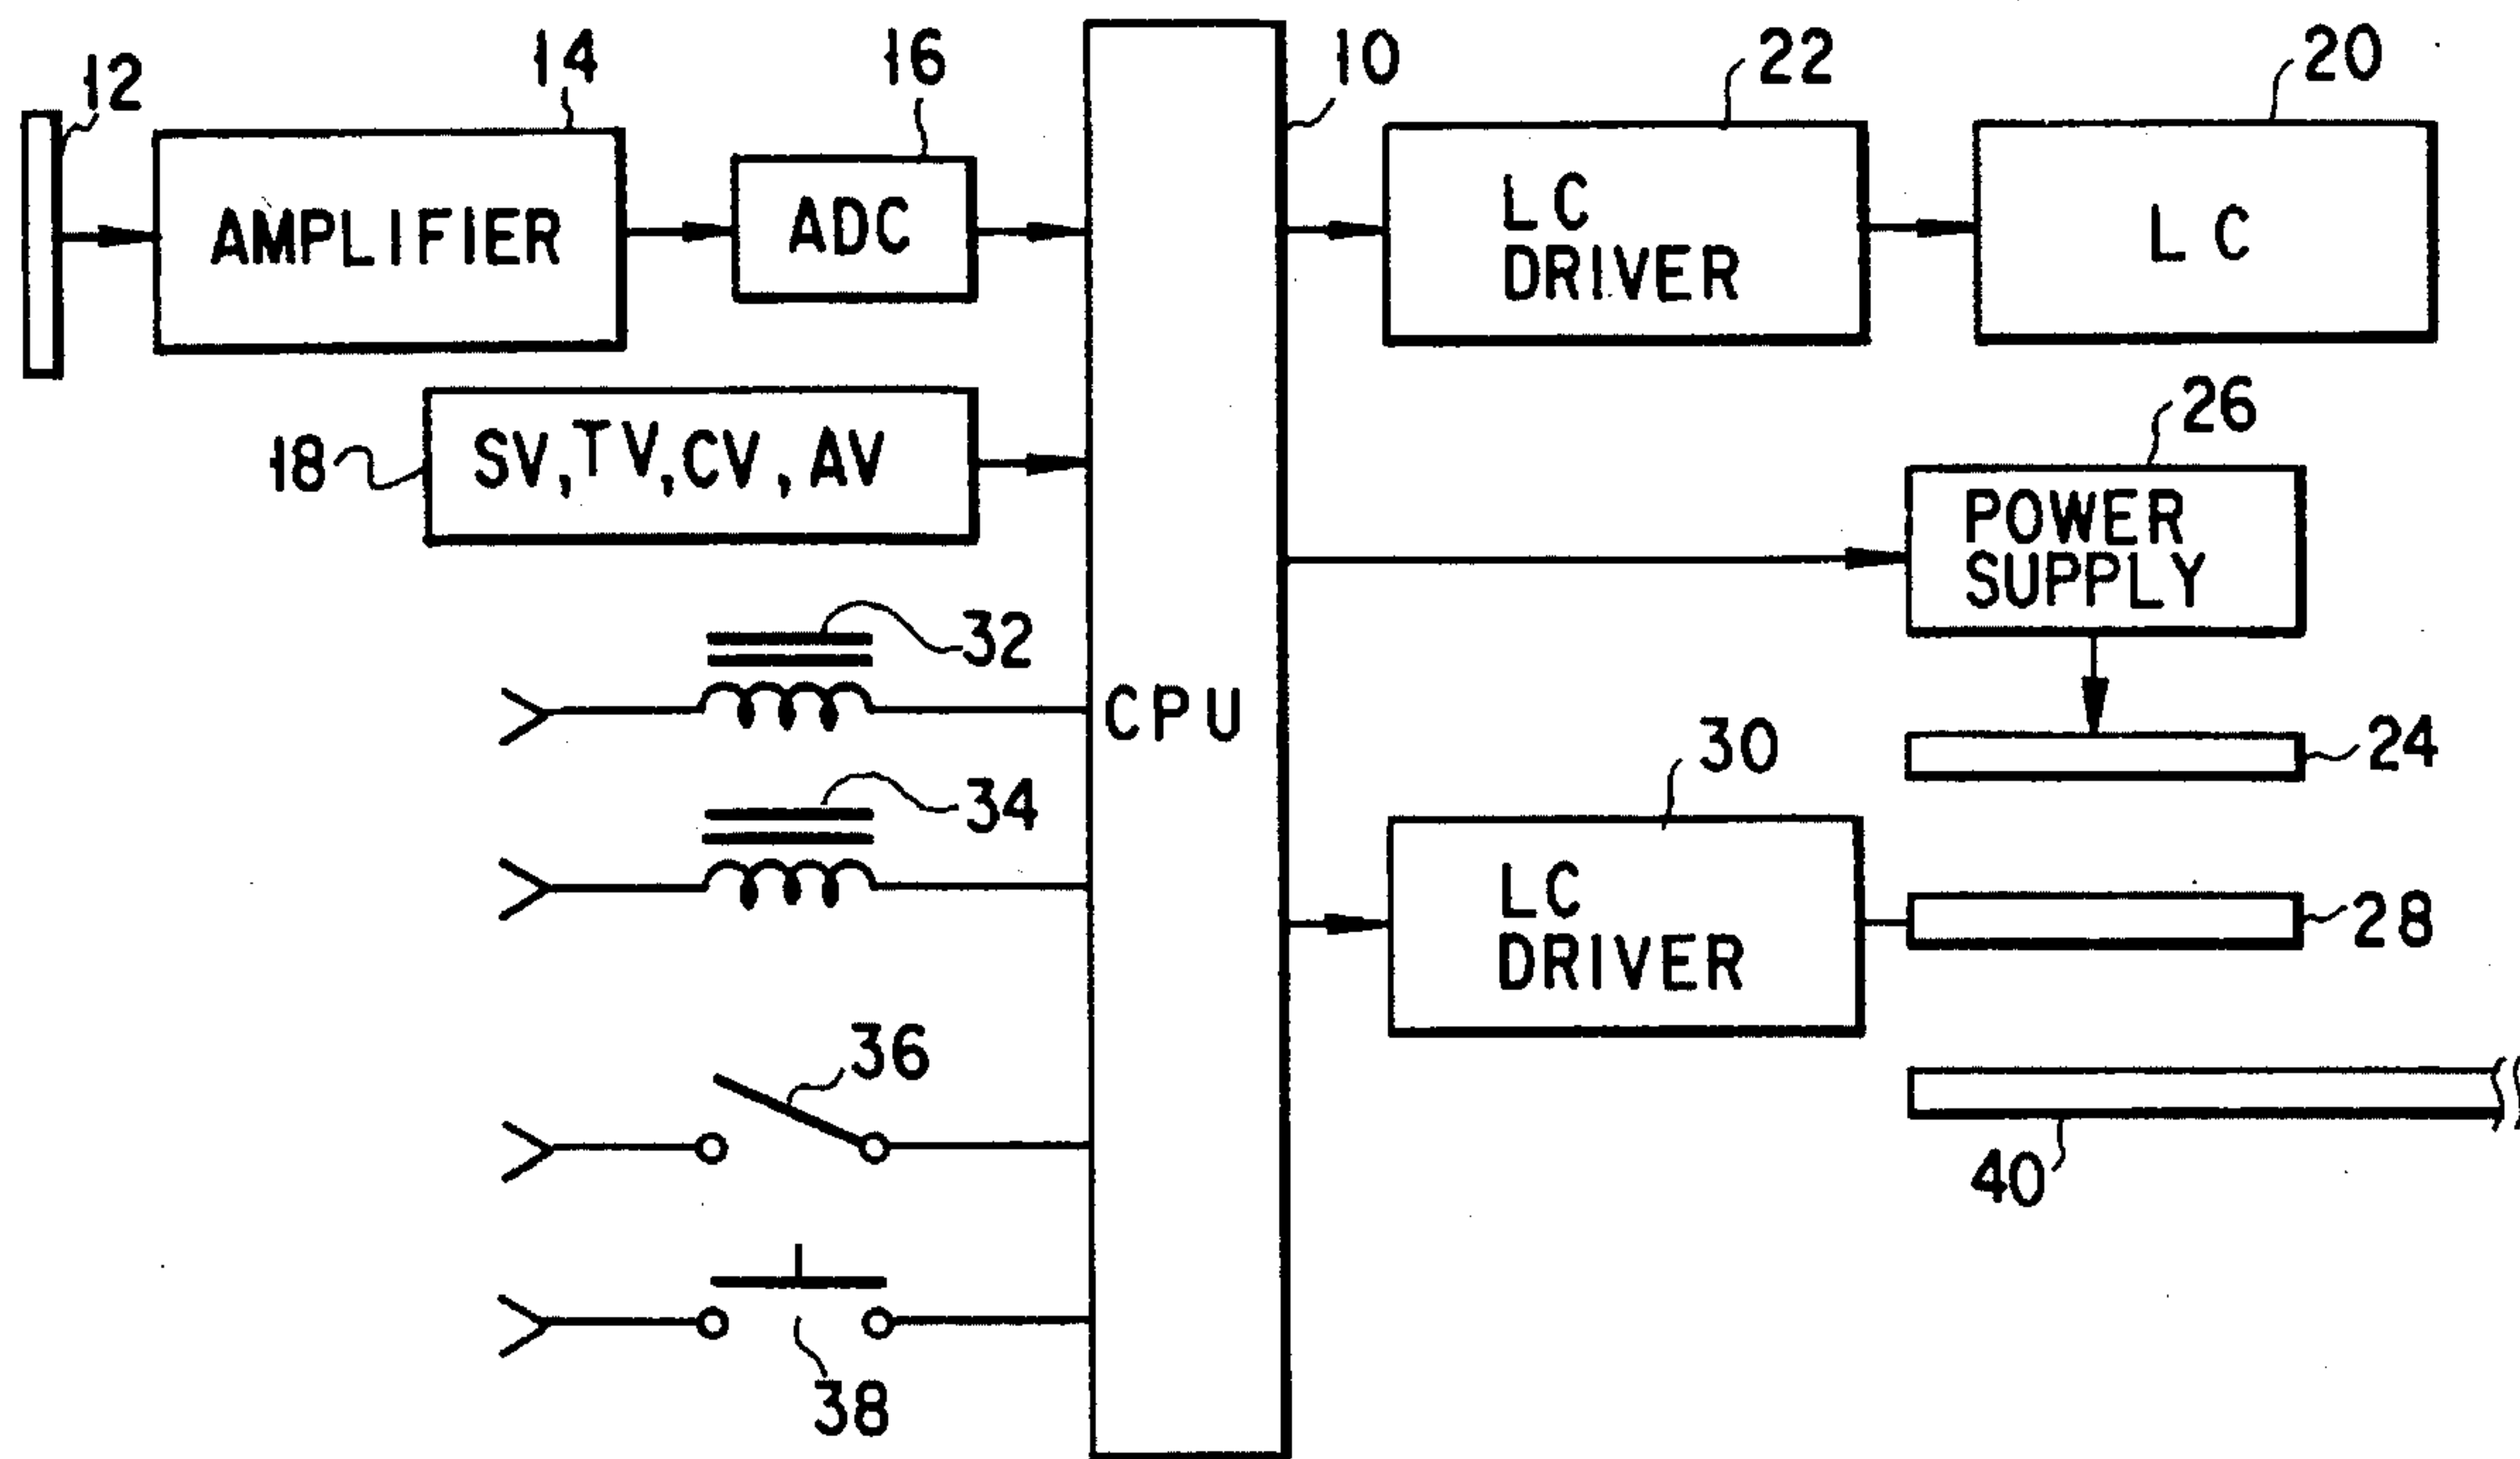 12
14
16
10
22
20
AMPLIFIER
ADC
LC
DRIVER
LC
18
SV,TV,CV,AV
26
POWER
SUPPLY
32
CPU
30
24
34
LC
DRIVER
28
36
40
38